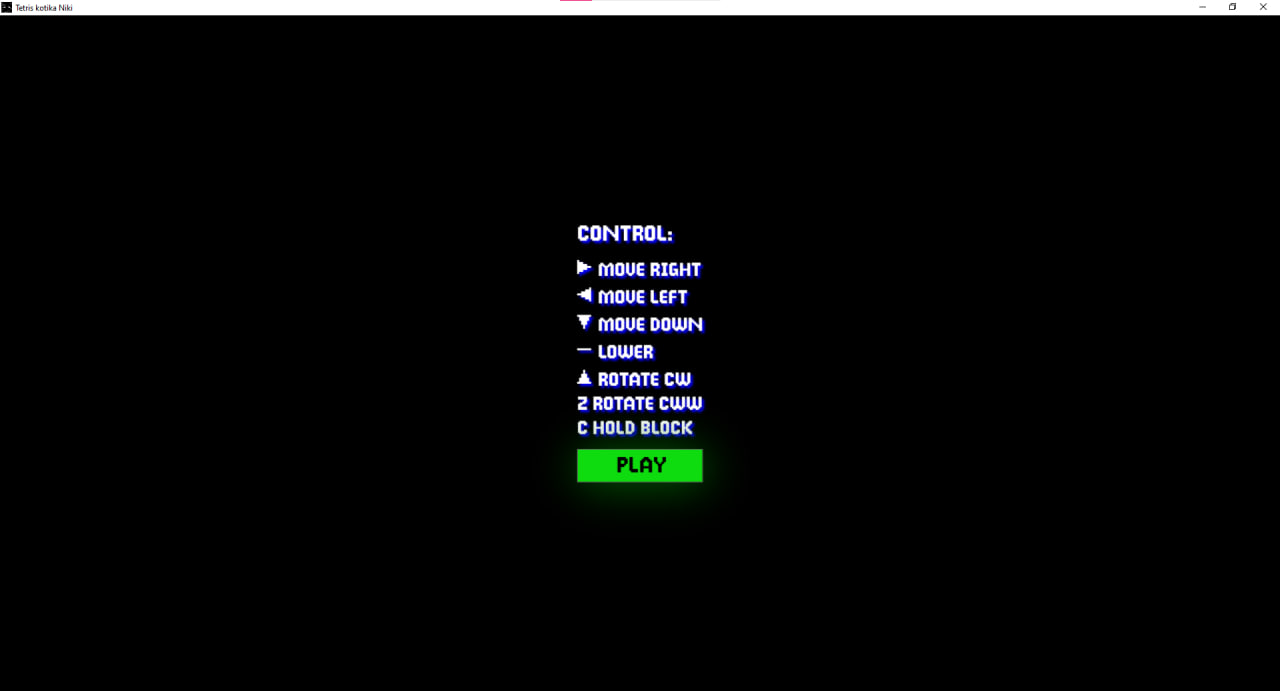 Tetris kotika Niki
CONTROL:
► MOVE RIGHT
◄ MOVE LEFT
▼ MOVE DOWN
— LOWER
▲ ROTATE CW
Z ROTATE CWW
C HOLD BLOCK
PLAY